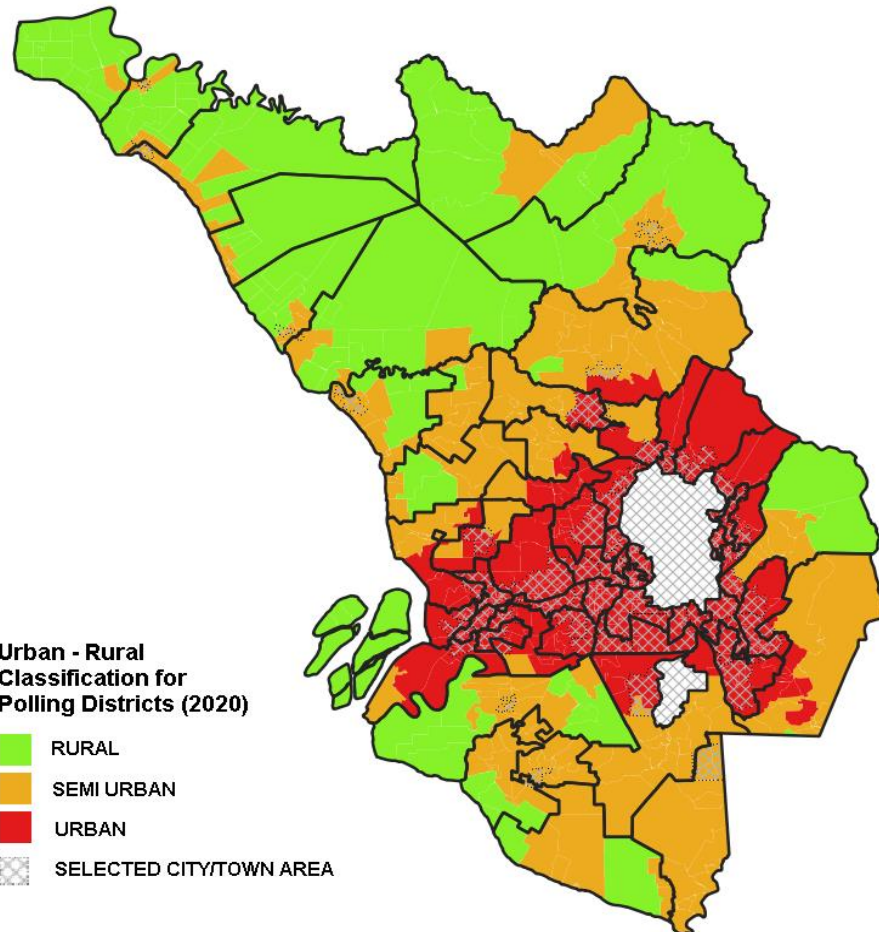 Urban - Rural
Classification for
Polling Districts (2020)
RURAL
SEMI URBAN
URBAN
SELECTED CITY/TOWN AREA